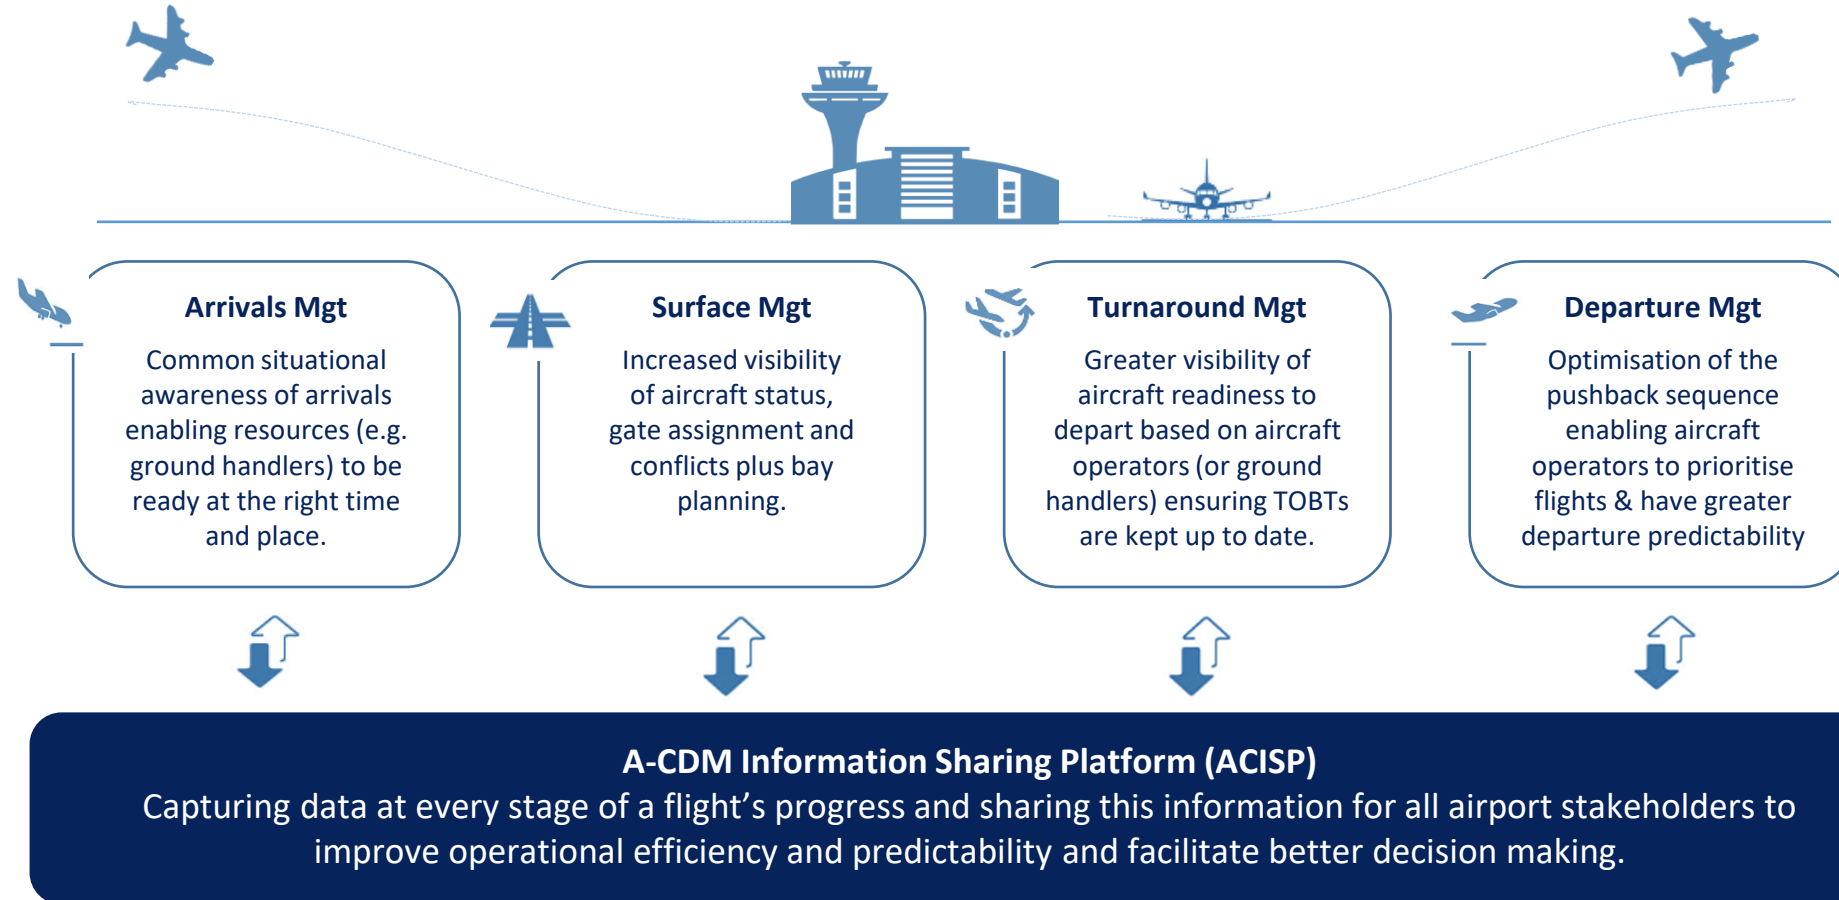 Arrivals Mgt
Common situational
awareness of arrivals
enabling resources (e.g.
ground handlers) to be
ready at the right time
and place.
Surface Mgt
Increased visibility
of aircraft status,
gate assignment and
conflicts plus bay
planning.
Turnaround Mgt
Greater visibility of
aircraft readiness to
depart based on aircraft
operators (or ground
handlers) ensuring TOBTs
are kept up to date.
Departure Mgt
Optimisation of the
pushback sequence
enabling aircraft
operators to prioritise
flights & have greater
departure predictability
A-CDM Information Sharing Platform (ACISP)
Capturing data at every stage of a flight’s progress and sharing this information for all airport stakeholders to
improve operational efficiency and predictability and facilitate better decision making.